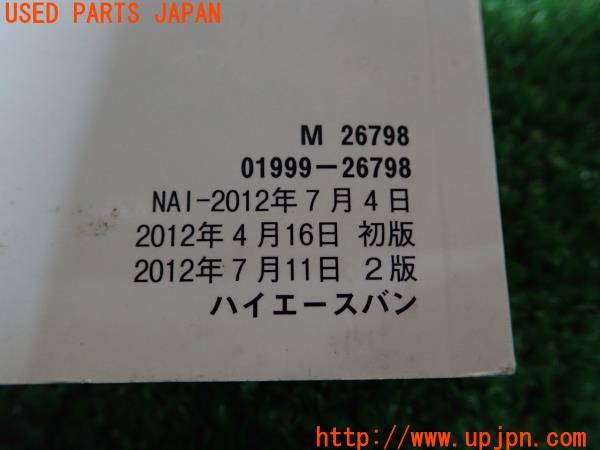 USED PARTS JAPAN
M 26798
01999-26798
NAI-2012年7月4日
2012年4月16日 初版
2012年7月11日 2版
ハイエースバン
http://www.upjpn.com/